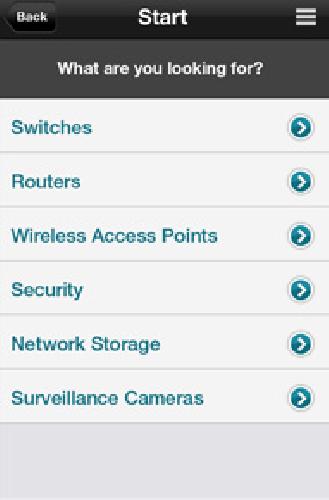 Back
Start
What are you looking for?
Switches
Routers
Wireless Access Points
Security
Network Storage
Surveillance Cameras